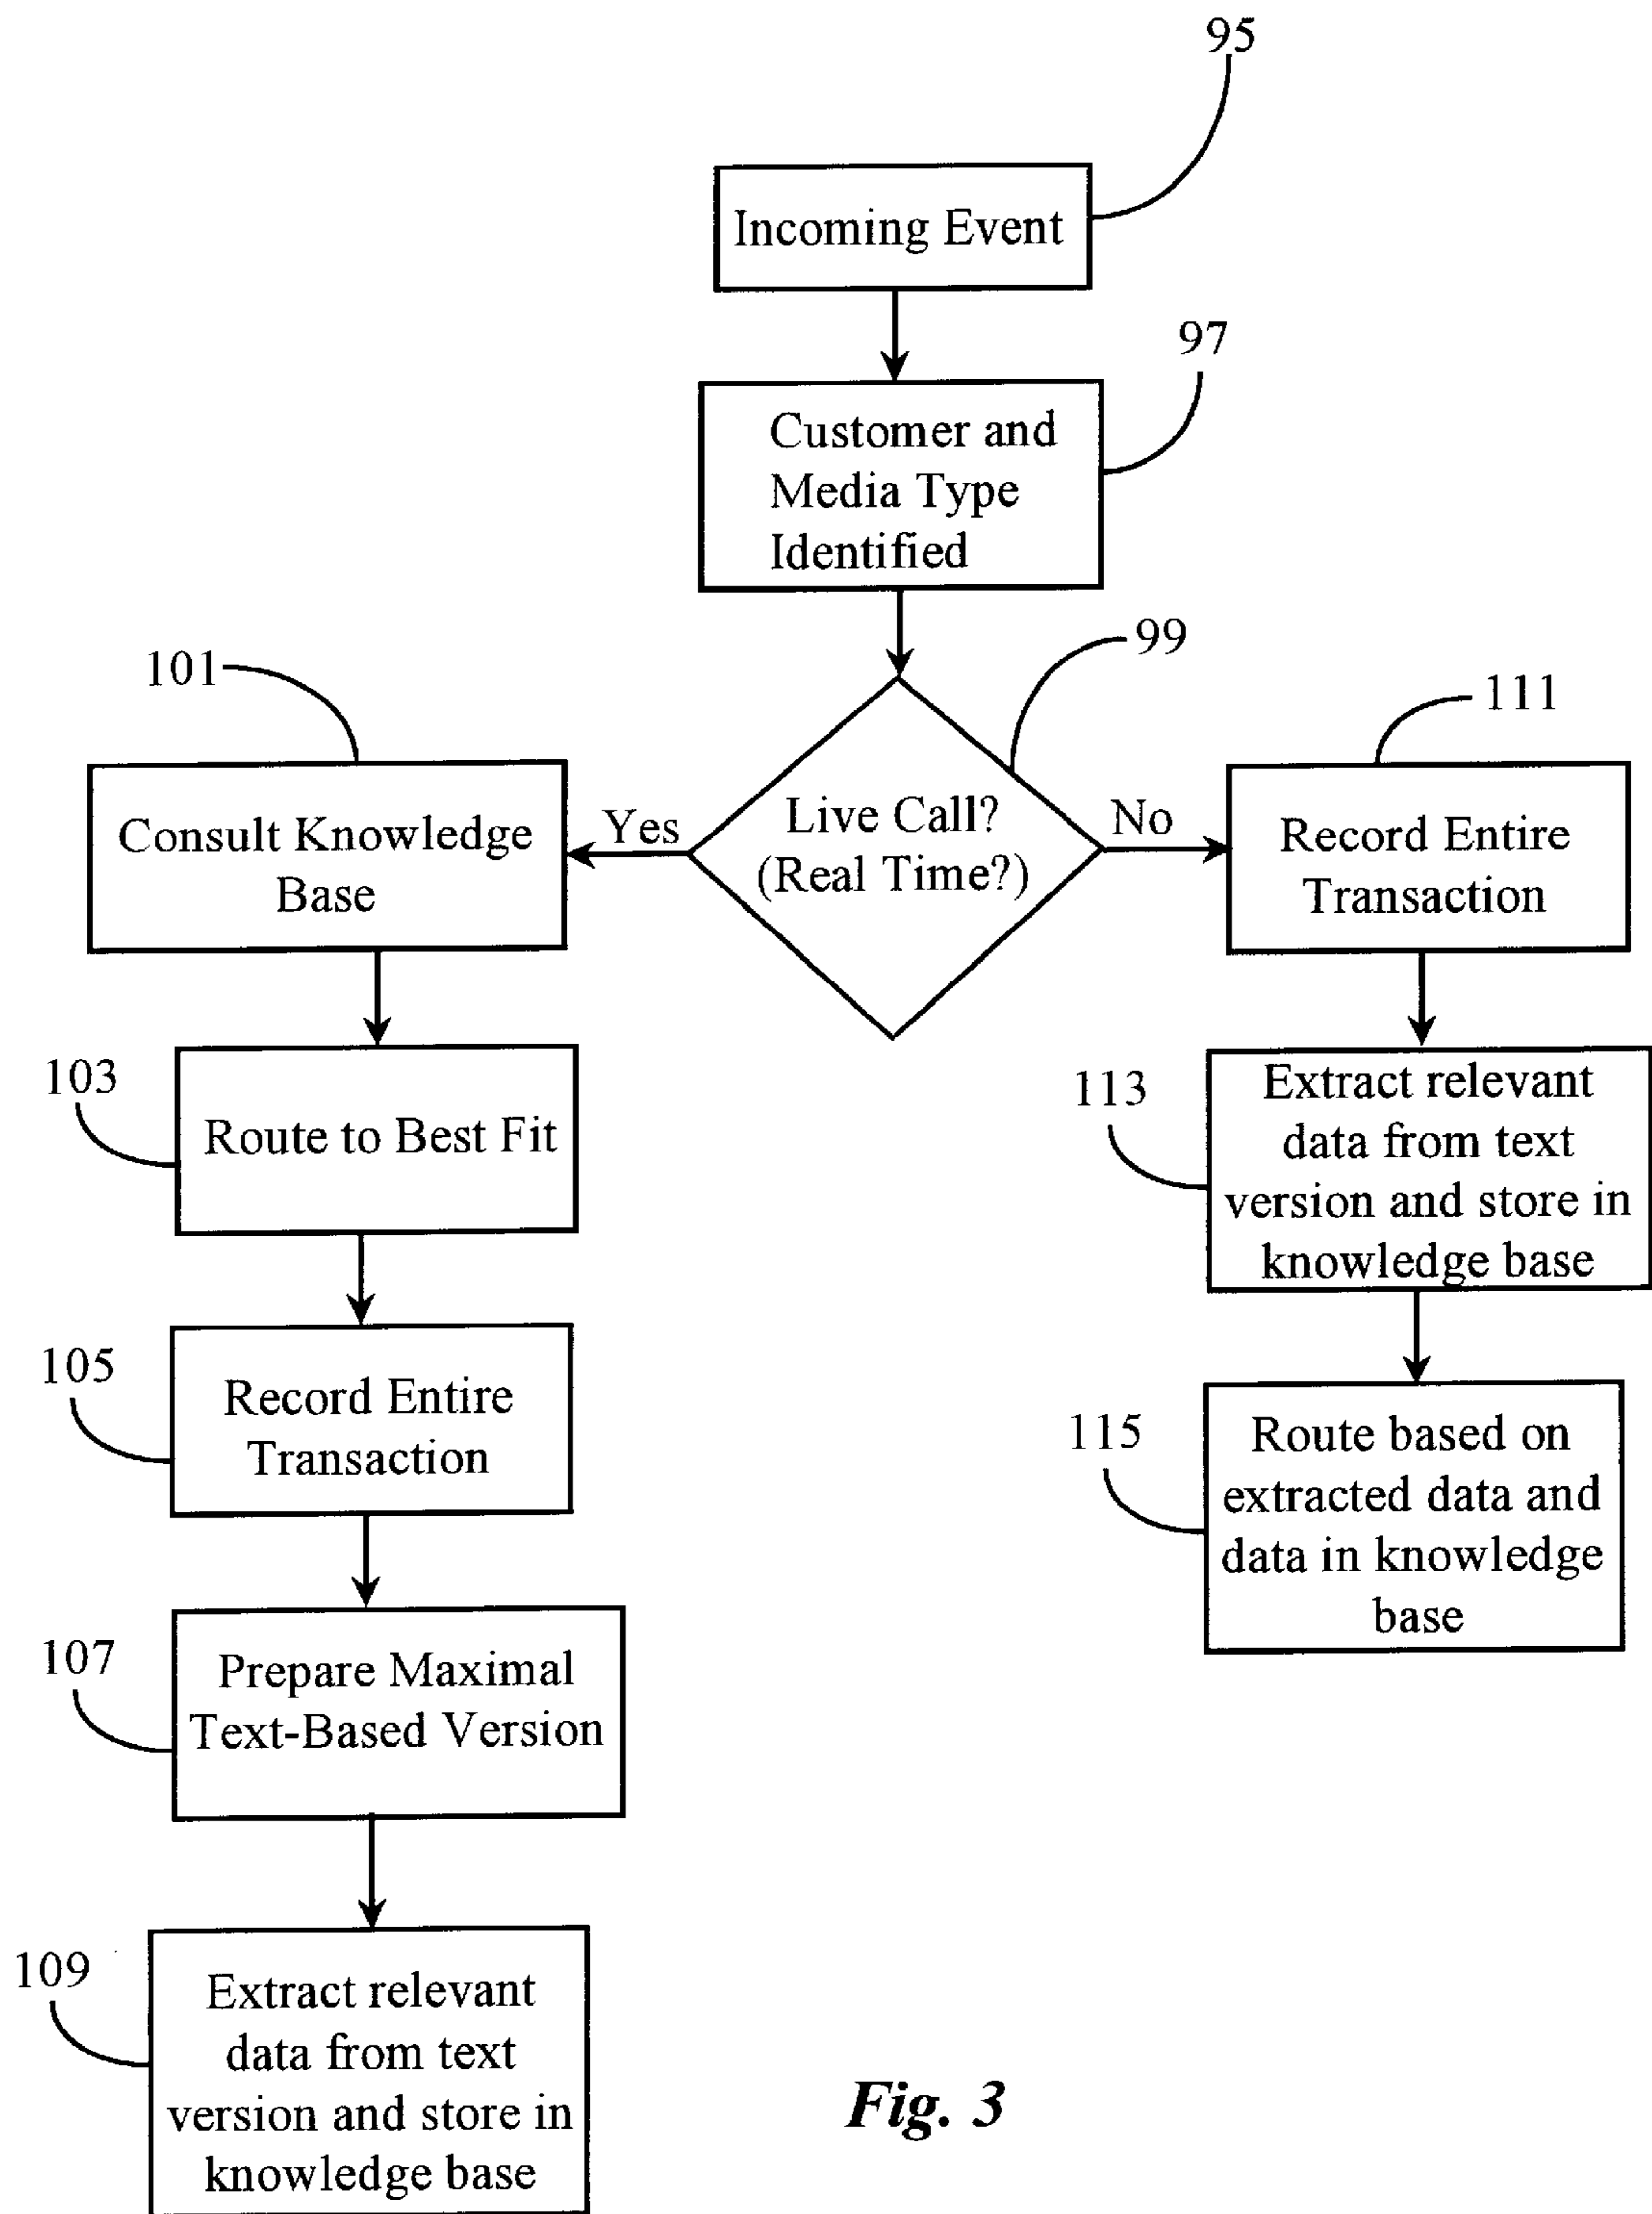 95
Incoming Event
97
Customer and
Media Type
Identified
99
Live Call?
(Real Time?)
Yes
No
101
Consult Knowledge
Base
103
Route to Best Fit
105
Record Entire
Transaction
107
Prepare Maximal
Text-Based Version
109
Extract relevant
data from text
version and store in
knowledge base
111
Record Entire
Transaction
113
Extract relevant
data from text
version and store in
knowledge base
115
Route based on
extracted data and
data in knowledge
base
Fig. 3